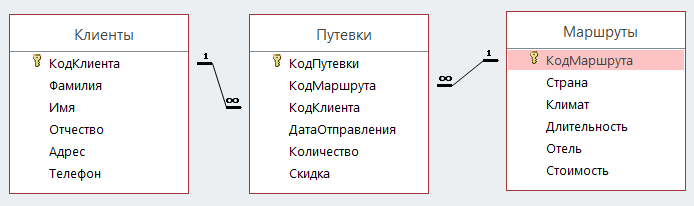 Клиенты
КодКлиента
Фамилия
Имя
Отчество
Адрес
Телефон
1
∞
Путевки
КодПутевки
КодМаршрута
КодКлиента
ДатаОтправления
Количество
Скидка
∞
1
Маршруты
КодМаршрута
Страна
Климат
Длительность
Отель
Стоимость